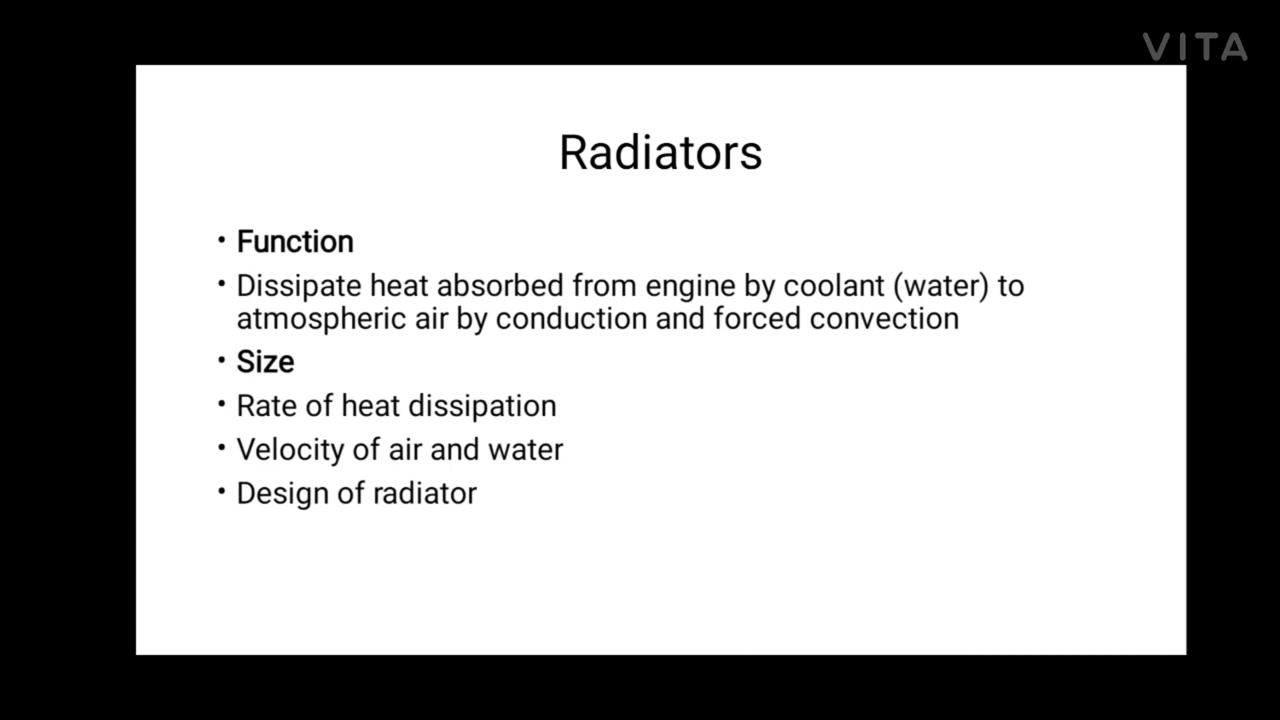 VITA
Radiators
• Function
• Dissipate heat absorbed from engine by coolant (water) to
atmospheric air by conduction and forced convection
• Size
• Rate of heat dissipation
• Velocity of air and water
• Design of radiator